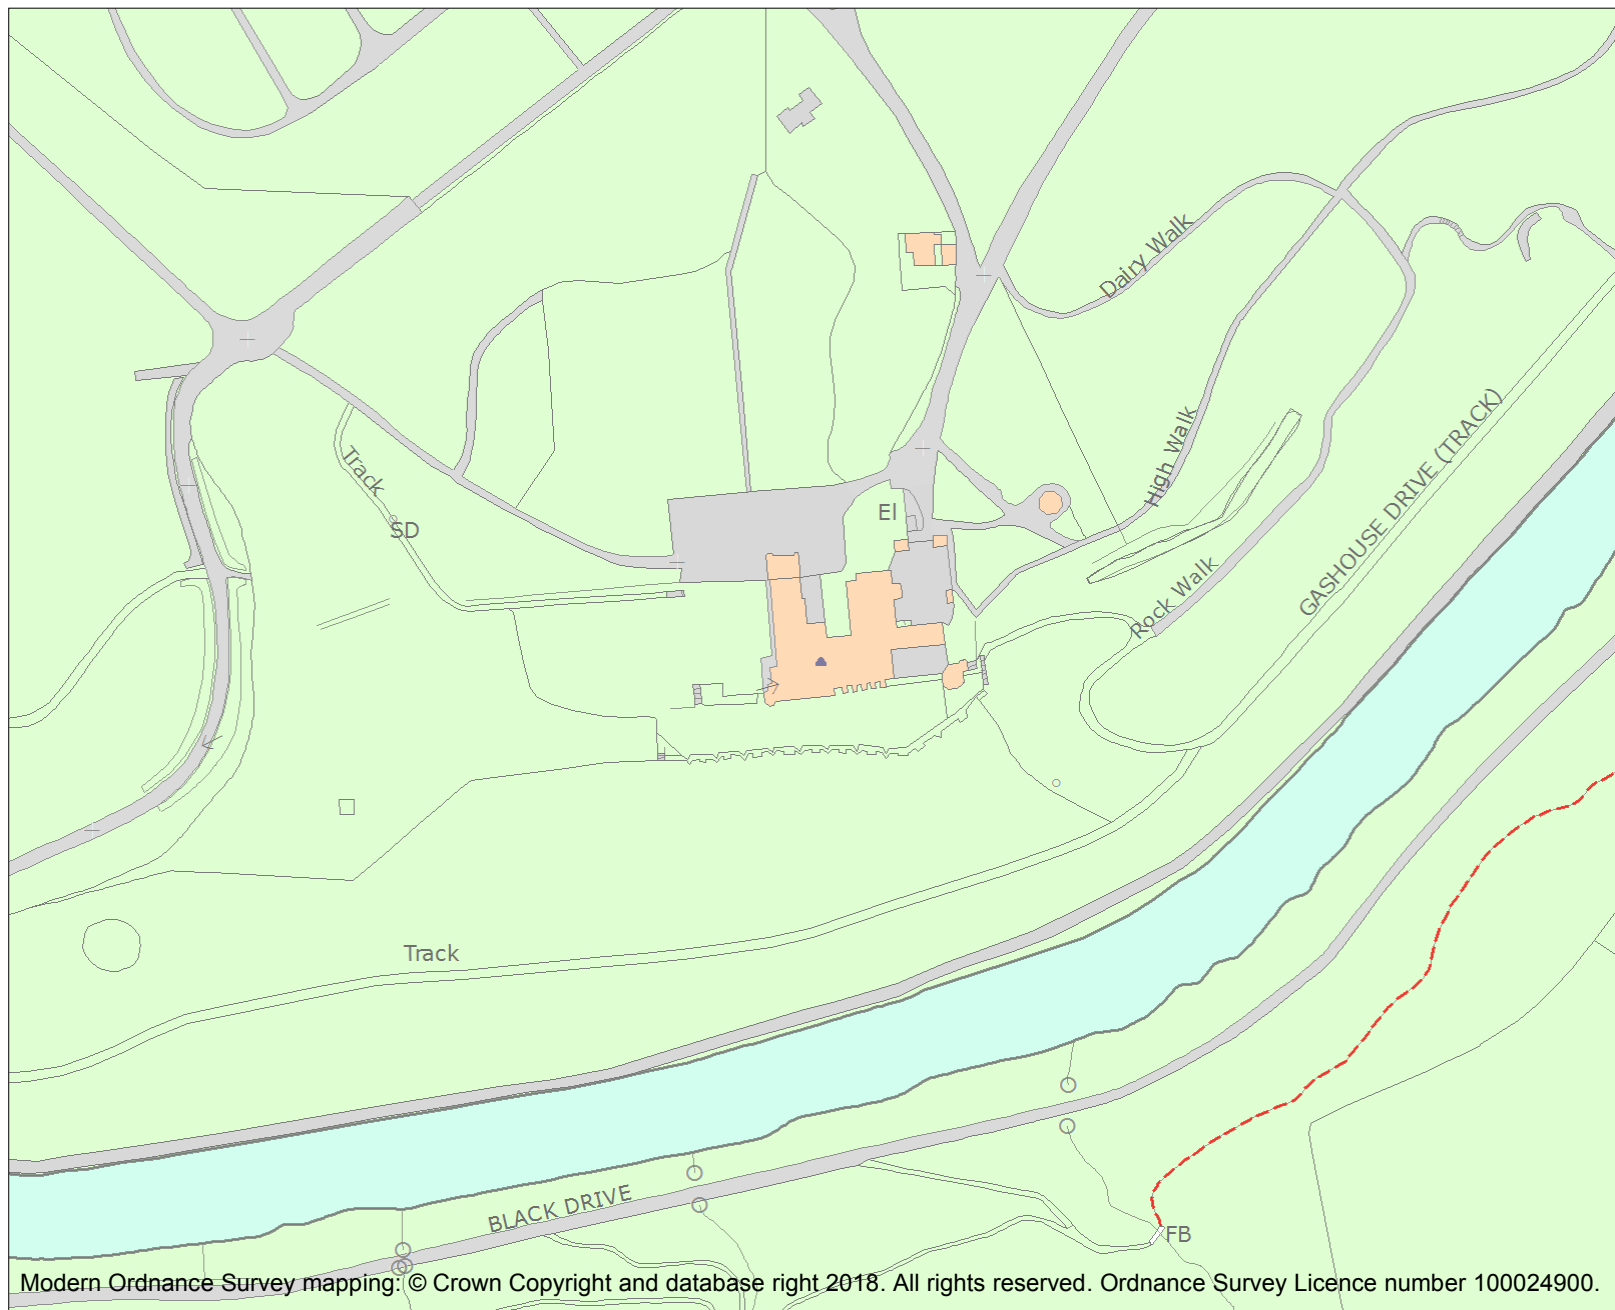 Dairy Walk
High Walk
Track
GASHOUSE DRIVE (TRACK)
El
SD
Rock Walk
Track
BLACK DRIVE
FB
Modern Ordnance Survey mapping: © Crown Copyright and database right 2018. All rights reserved. Ordnance Survey Licence number 100024900.